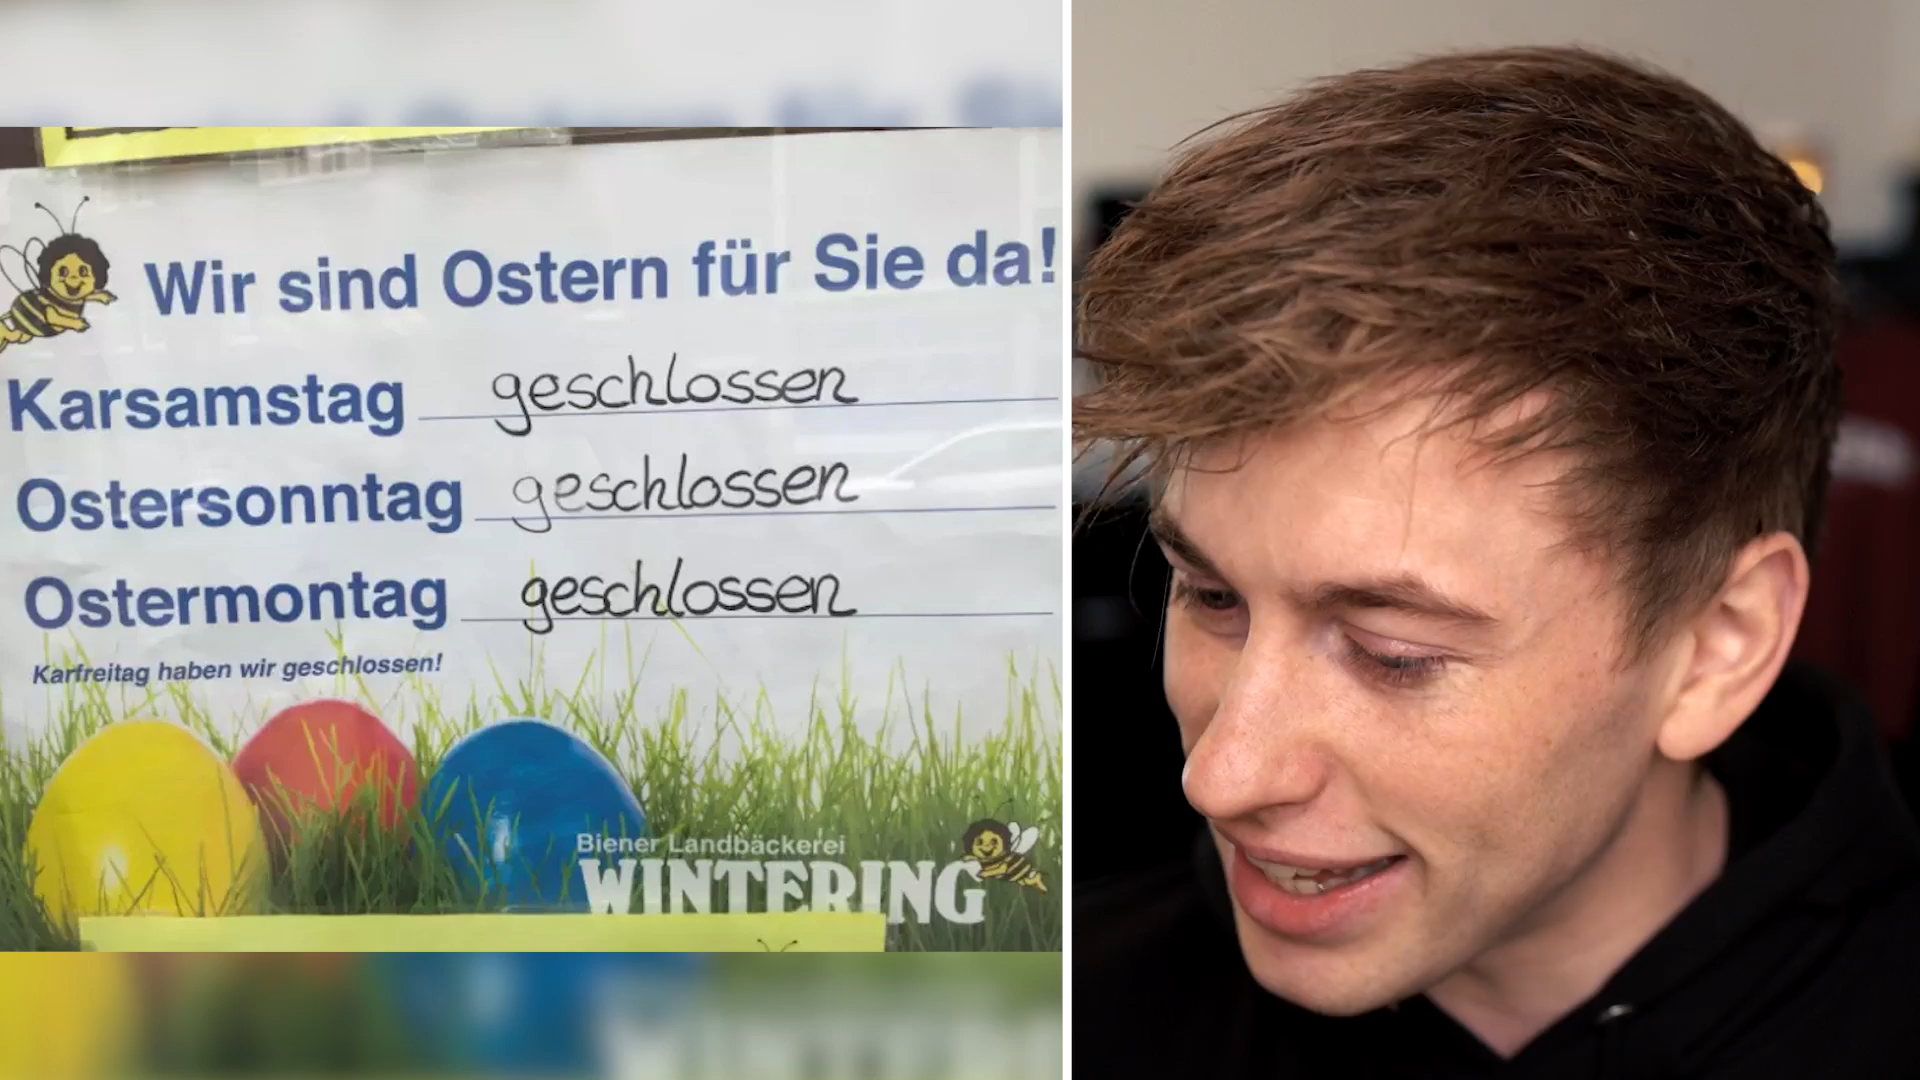 Wir sind Ostern für Sie da!
Karsamstag geschlossen
Ostersonntag geschlossen
Ostermontag geschlossen
Karfreitag haben wir geschlossen!
Biener Landbäckerei
WINTERING